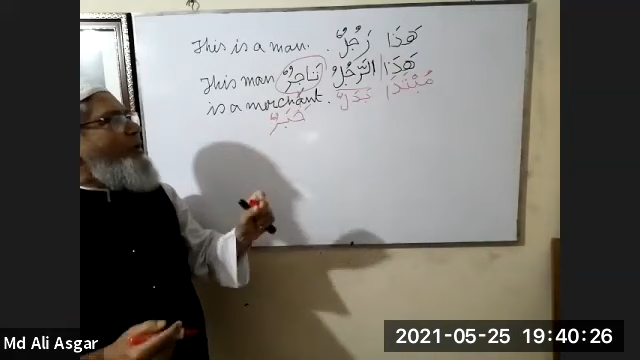 This is a man. هَذَا رَجُلٌ.
This man هَذَا الرَّجُلُ تَاجِرٌ
is a merchant. مُبْتَدَا بَدَلٌ
خَبَرٌ
Md Ali Asgar
2021-05-25 19:40:26